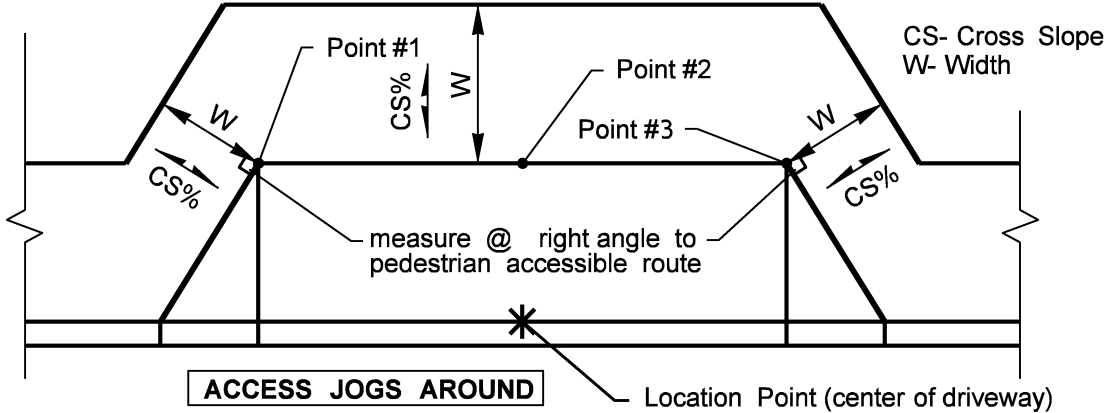 CS- Cross Slope
W- Width
Point #1
Point #2
Point #3
W
CS%
W
CS%
W
CS%
measure @ right angle to
pedestrian accessible route
ACCESS JOGS AROUND
Location Point (center of driveway)